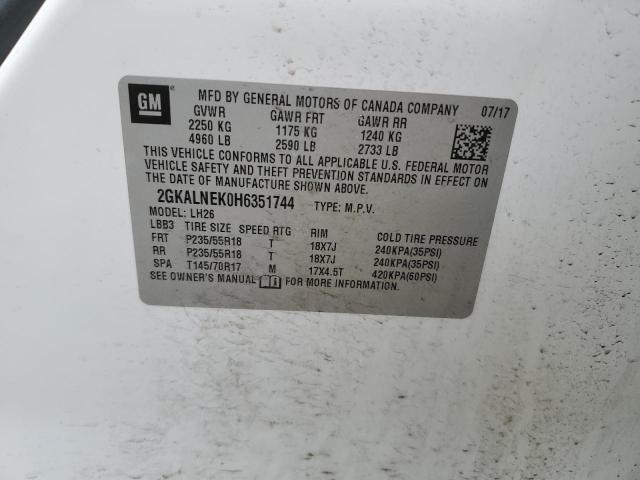 GM
MFD BY GENERAL MOTORS OF CANADA COMPANY 07/17
GVWR GAWR FRT GAWR RR
2250 KG 1175 KG 1240 KG
4960 LB 2590 LB 2733 LB
THIS VEHICLE CONFORMS TO ALL APPLICABLE U.S. FEDERAL MOTOR
VEHICLE SAFETY AND THEFT PREVENTION STANDARDS IN EFFECT ON
THE DATE OF MANUFACTURE SHOWN ABOVE.
2GKALNEK0H6351744 TYPE: M.P.V.
MODEL: LH26
LBB3 TIRE SIZE SPEED RTG RIM COLD TIRE PRESSURE
FRT P235/55R18 T 18X7J 240KPA(35PSI)
RR P235/55R18 T 18X7J 240KPA(35PSI)
SPA T145/70R17 M 17X4.5T 420KPA(60PSI)
SEE OWNER'S MANUAL FOR MORE INFORMATION.